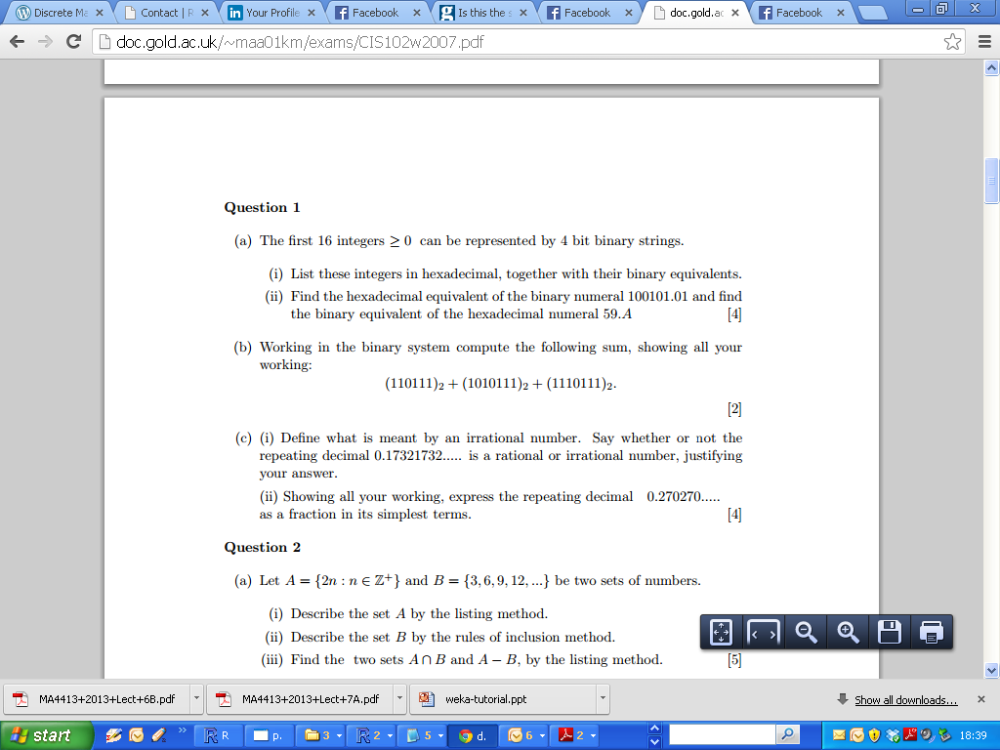 Discrete Ma
Contact | R
Your Profile
Facebook
Is this the s
Facebook
doc.gold.ac
Facebook
doc.gold.ac.uk/~maa01km/exams/CIS102w2007.pdf
Question 1
(a) The first 16 integers ≥ 0 can be represented by 4 bit binary strings.
(i) List these integers in hexadecimal, together with their binary equivalents.
(ii) Find the hexadecimal equivalent of the binary numeral 100101.01 and find
the binary equivalent of the hexadecimal numeral 59.A [4]
(b) Working in the binary system compute the following sum, showing all your
working:
(110111)₂ + (1010111)₂ + (1110111)₂.
[2]
(c) (i) Define what is meant by an irrational number. Say whether or not the
repeating decimal 0.17321732..... is a rational or irrational number, justifying
your answer.
(ii) Showing all your working, express the repeating decimal 0.270270.....
as a fraction in its simplest terms. [4]
Question 2
(a) Let A = {2n : n ∈ ℤ⁺} and B = {3, 6, 9, 12, ...} be two sets of numbers.
(i) Describe the set A by the listing method.
(ii) Describe the set B by the rules of inclusion method.
(iii) Find the two sets A ∩ B and A − B, by the listing method. [5]
MA4413+2013+Lect+6B.pdf
MA4413+2013+Lect+7A.pdf
weka-tutorial.ppt
Show all downloads...
start
R R
p.
3
R 2
5
d.
6
2
18:39